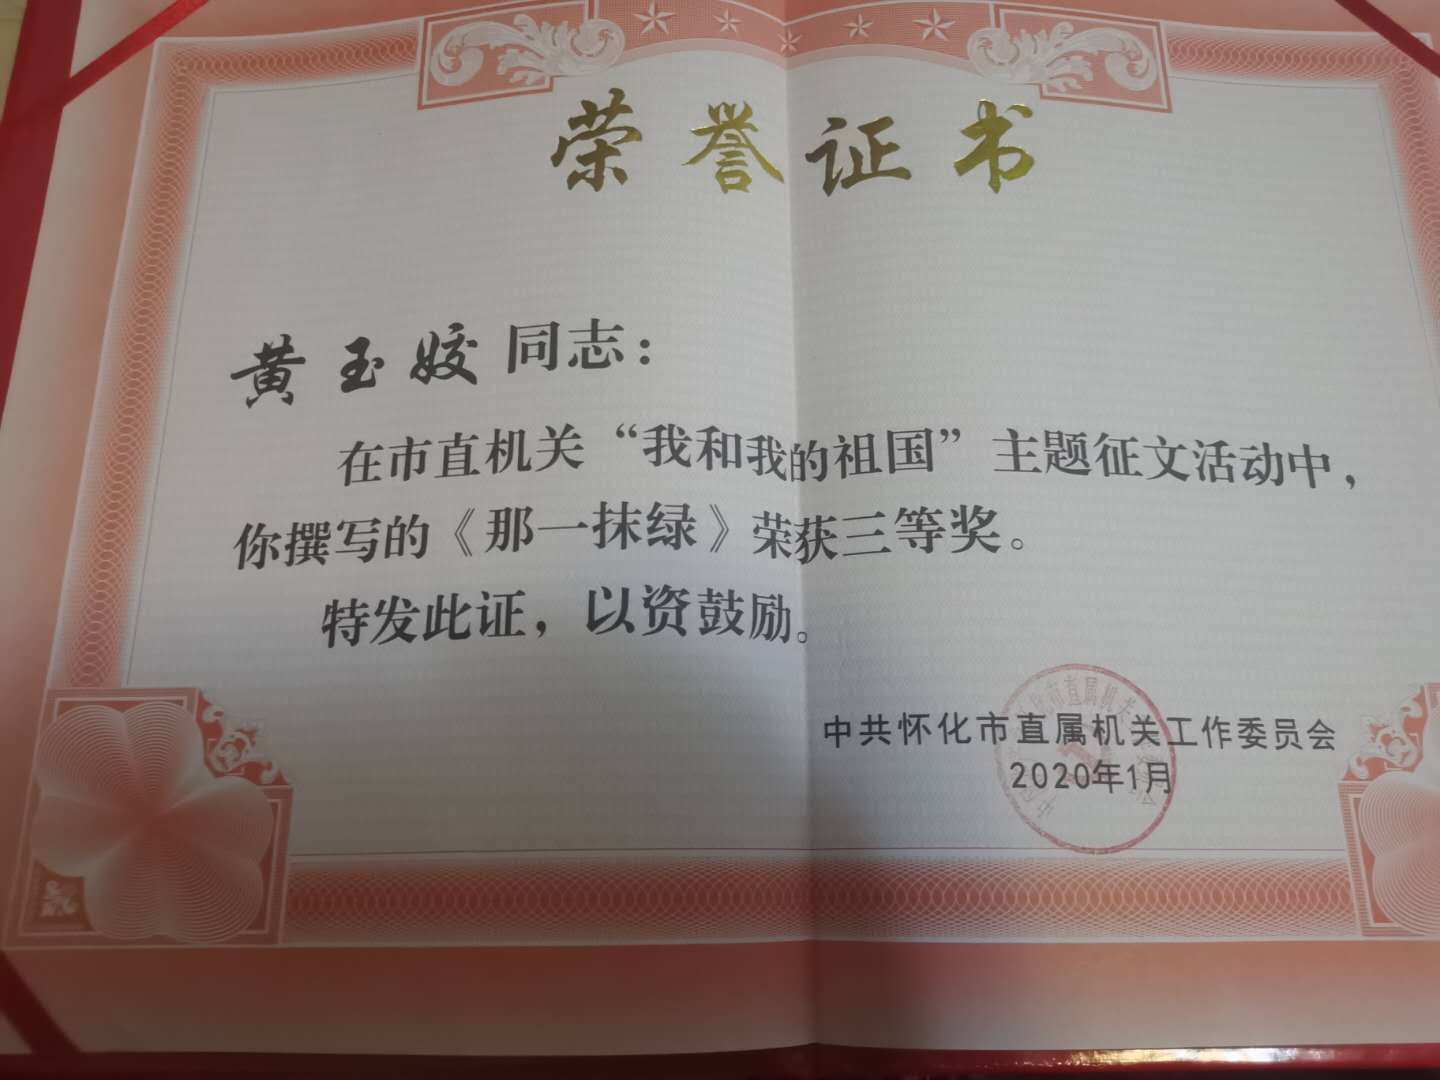 荣誉证书
黄玉姣同志：
在市直机关“我和我的祖国”主题征文活动中，
你撰写的《那一抹绿》荣获三等奖。
特发此证，以资鼓励。
中共怀化市直属机关工作委员会
2020年1月